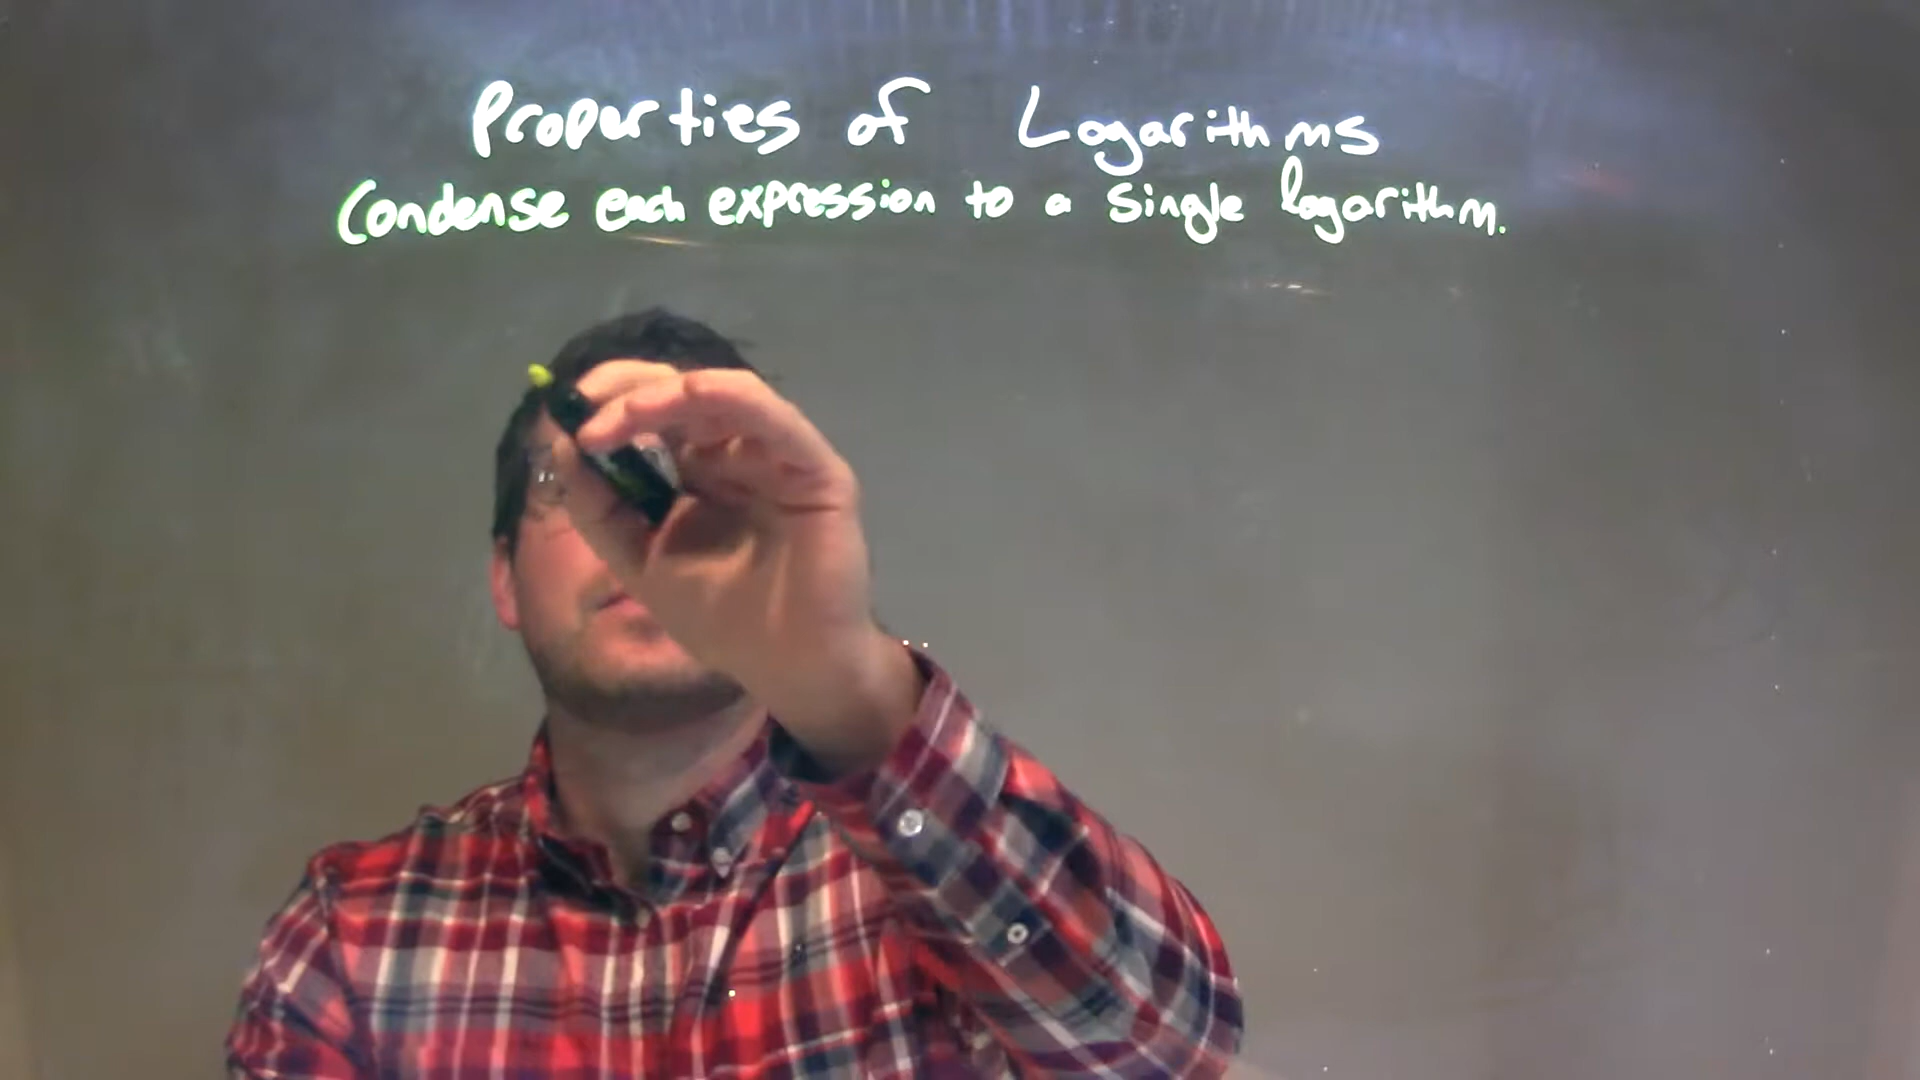 Properties of Logarithms
Condense each expression to a single logarithm.